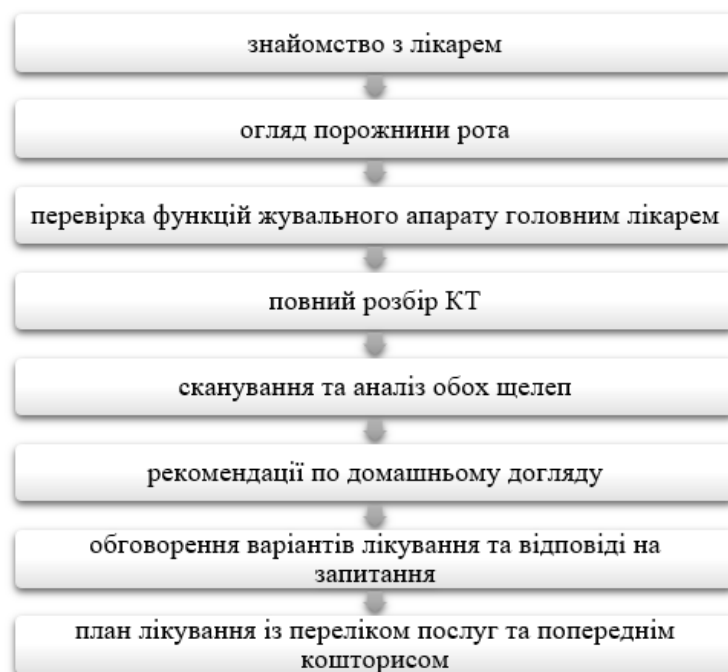 знайомство з лікарем
огляд порожнини рота
перевірка функцій жувального апарату головним лікарем
повний розбір КТ
сканування та аналіз обох щелеп
рекомендації по домашньому догляду
обговорення варіантів лікування та відповіді на
запитання
план лікування із переліком послуг та попереднім
кошторисом